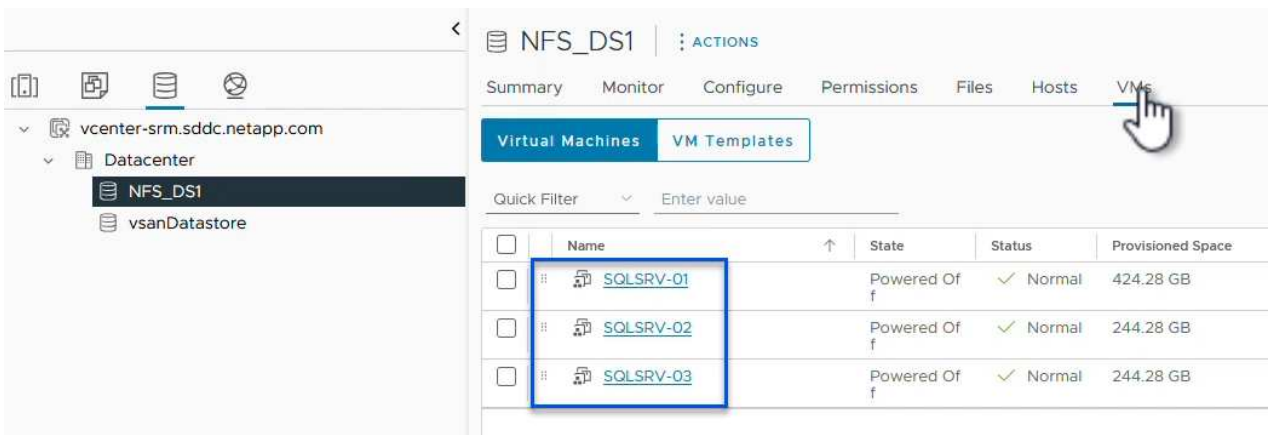 NFS_DS1 ACTIONS
Summary Monitor Configure Permissions Files Hosts VMs
vcenter-srm.sddc.netapp.com
Datacenter
NFS_DS1
vsanDatastore
Virtual Machines VM Templates
Quick Filter Enter value
Name State Status Provisioned Space
SQLSRV-01 Powered Of Normal 424.28 GB
f
SQLSRV-02 Powered Of Normal 244.28 GB
f
SQLSRV-03 Powered Of Normal 244.28 GB
f